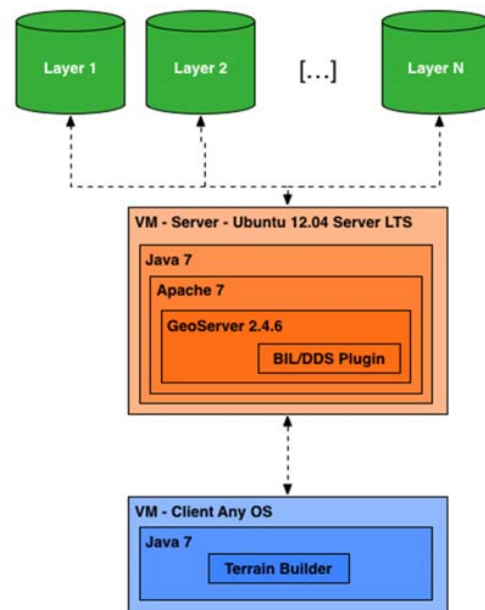 Layer 1
Layer 2
[...]
Layer N
VM - Server - Ubuntu 12.04 Server LTS
Java 7
Apache 7
GeoServer 2.4.6
BIL/DDS Plugin
VM - Client Any OS
Java 7
Terrain Builder